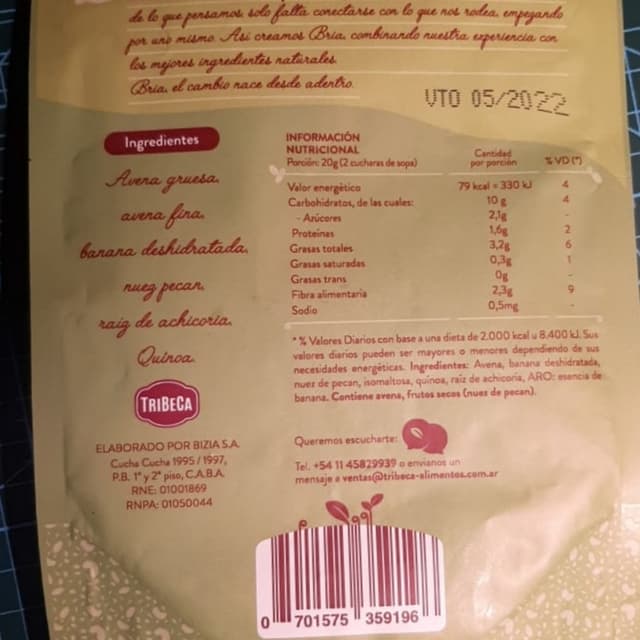 de lo que pensamos, solo falta conectarse con lo que nos rodea, empezando
por uno mismo. Así creamos Bria, combinando nuestra experiencia con
los mejores ingredientes naturales.
Bria, el cambio nace desde adentro.
VTO 05/2022
Ingredientes
Avena gruesa,
avena fina,
banana deshidratada,
nuez pecan,
raíz de achicoria,
Quinoa.
TRIBECA
ELABORADO POR BIZIA S.A.
Cucha Cucha 1995 / 1997,
P.B. 1º y 2º piso, C.A.B.A.
RNE: 01001869
RNPA: 01050044
INFORMACIÓN
NUTRICIONAL
Porción: 20g (2 cucharas de sopa)
Cantidad
por porción
% VD (*)
Valor energético 79 kcal = 330 kJ 4
Carbohidratos, de las cuales: 10 g 4
- Azúcares 2,1g -
Proteínas 1,6g 2
Grasas totales 3,2g 6
Grasas saturadas 0,3g 1
Grasas trans 0g -
Fibra alimentaria 2,3g 9
Sodio 0,5mg -
* % Valores Diarios con base a una dieta de 2.000 kcal u 8.400 kJ. Sus
valores diarios pueden ser mayores o menores dependiendo de sus
necesidades energéticas. Ingredientes: Avena, banana deshidratada,
nuez de pecan, isomaltosa, quinoa, raíz de achicoria, ARO: esencia de
banana. Contiene avena, frutos secos (nuez de pecan).
Queremos escucharte:
Tel. +54 11 45829939 o envianos un
mensaje a ventas@tribeca-alimentos.com.ar
0 701575 359196